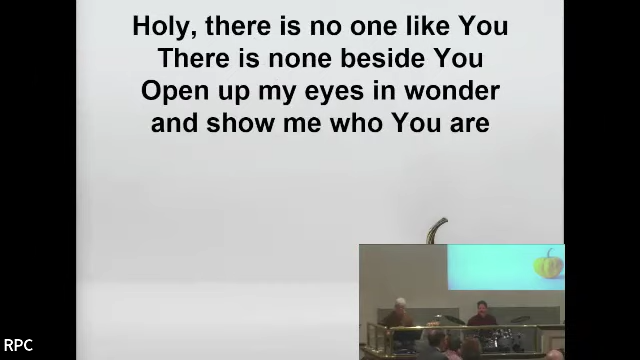 Holy, there is no one like You
There is none beside You
Open up my eyes in wonder
and show me who You are
RPC